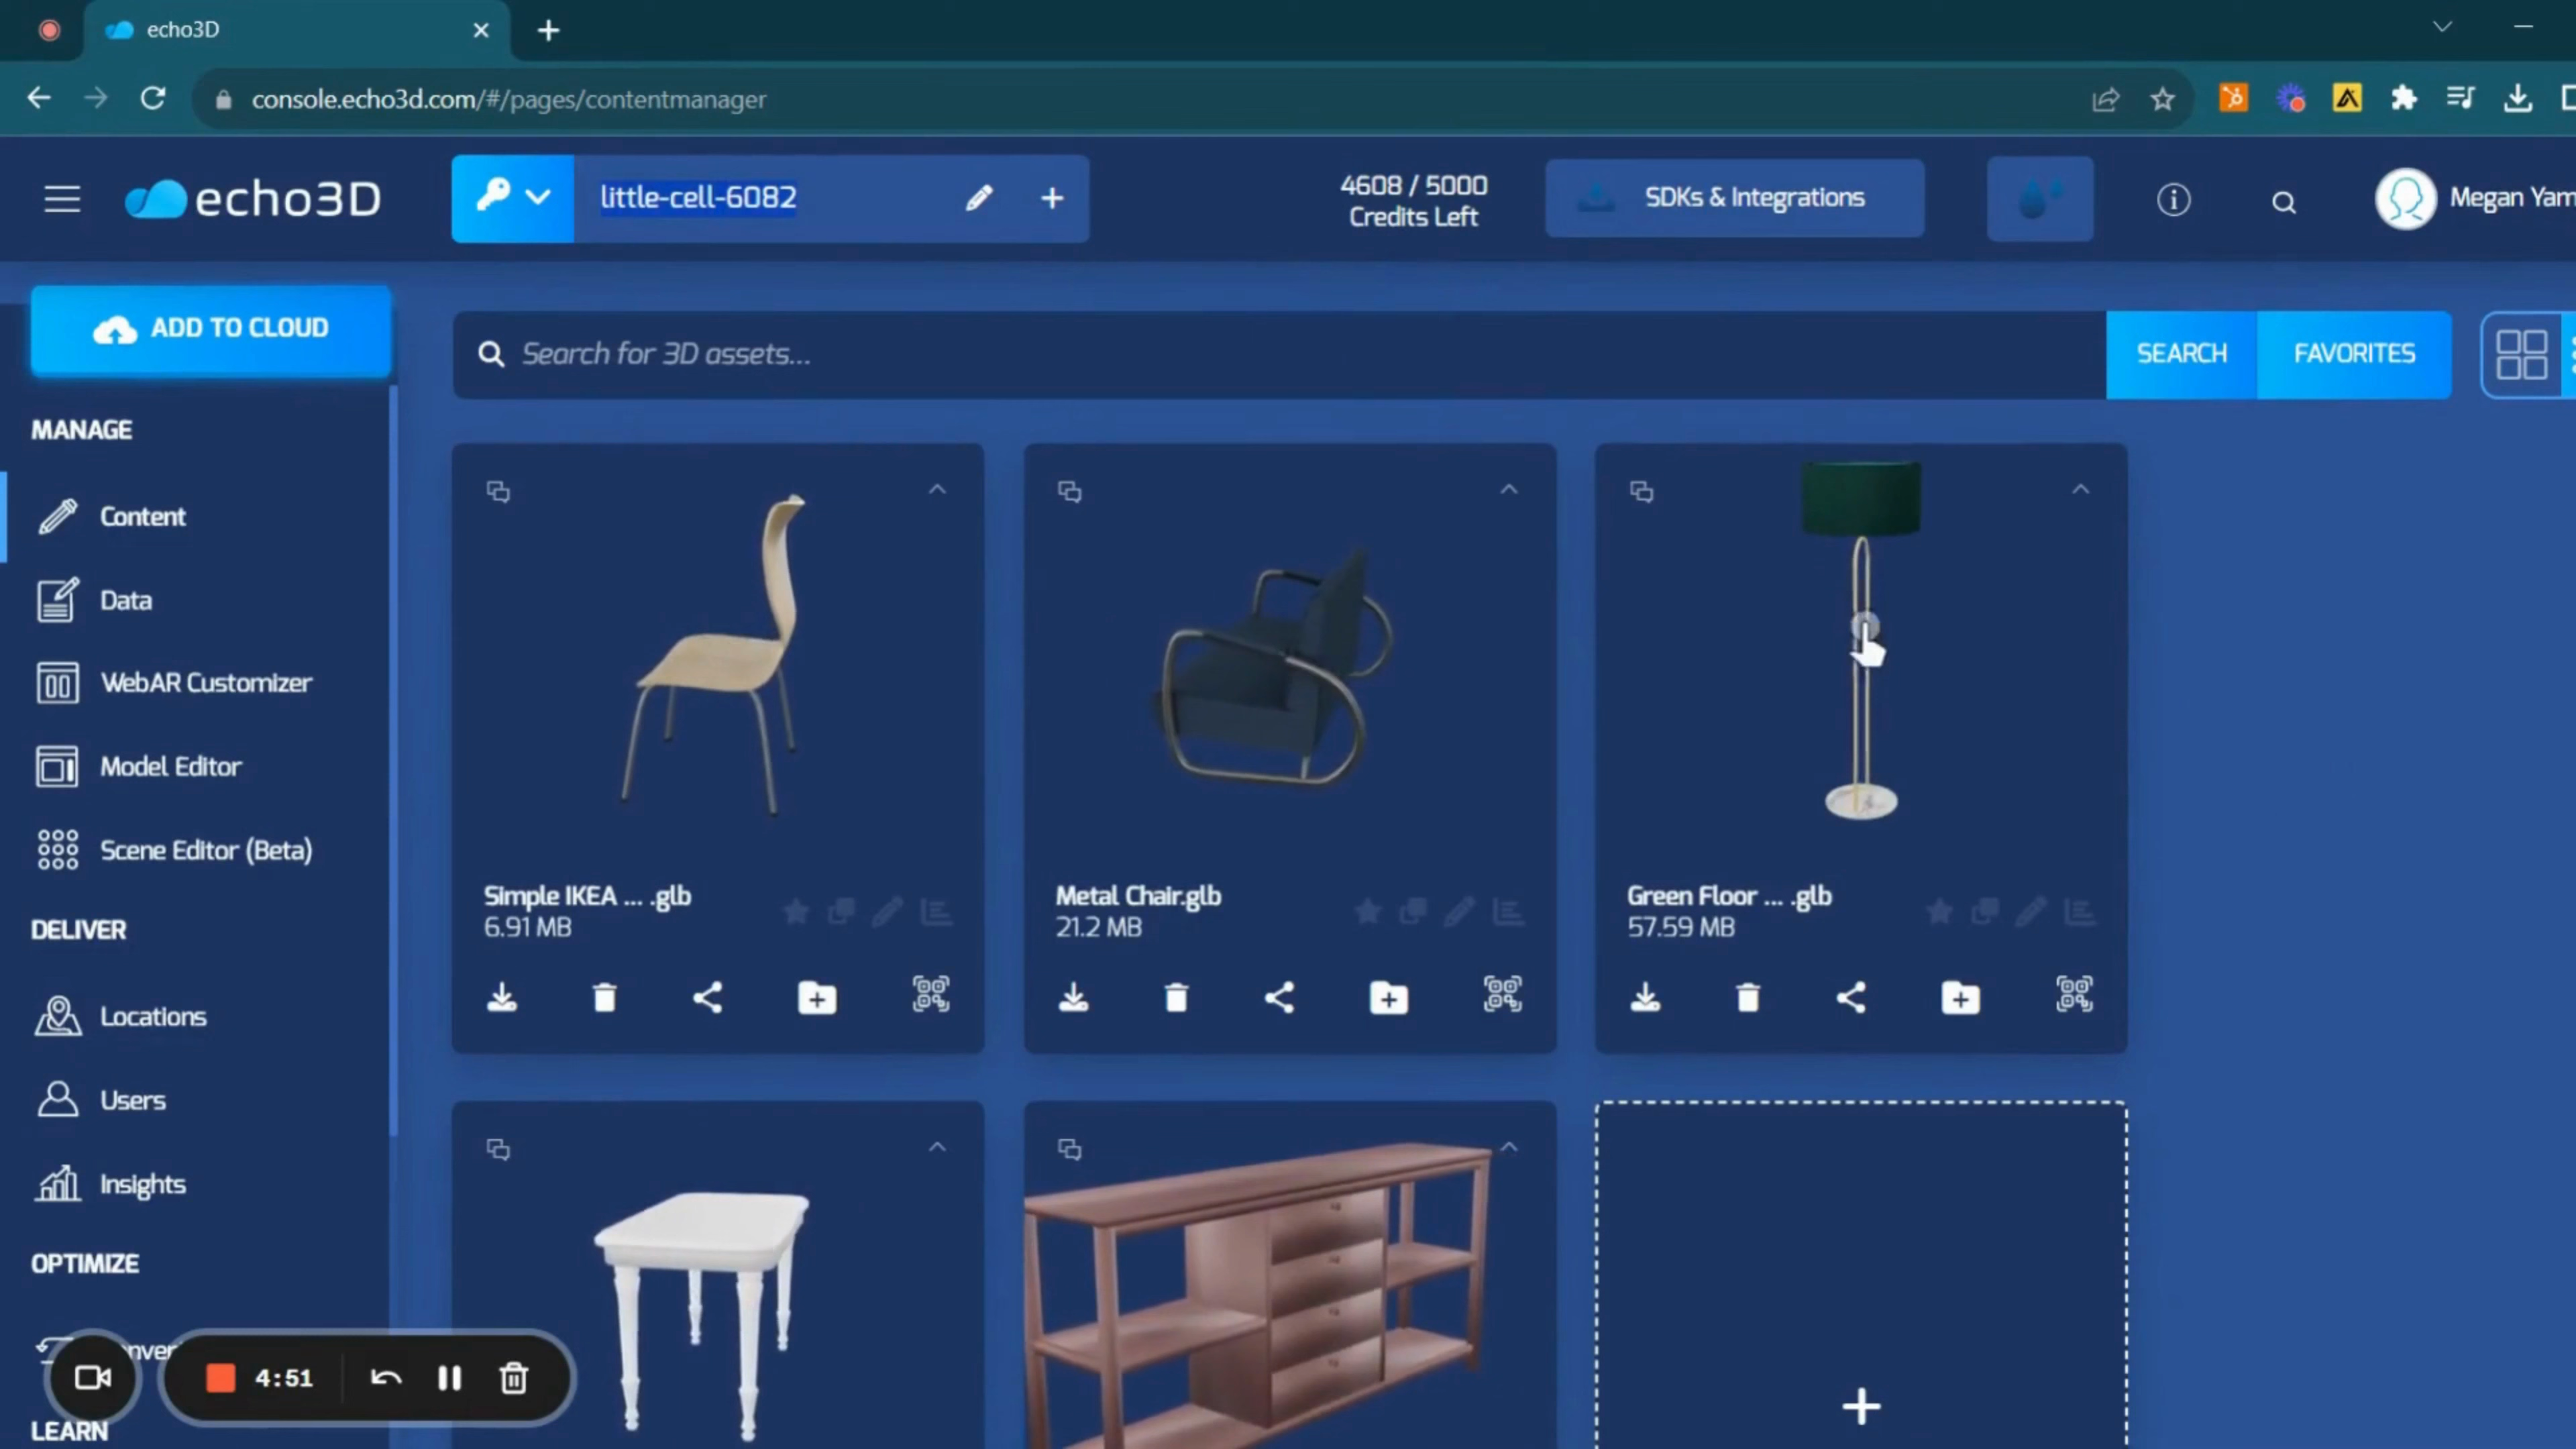 echo3D
console.echo3d.com/#/pages/contentmanager
echo3D
little-cell-6082
4608 / 5000
Credits Left
SDKs & Integrations
Megan Yam
ADD TO CLOUD
Search for 3D assets...
SEARCH
FAVORITES
MANAGE
Content
Data
WebAR Customizer
Model Editor
Scene Editor (Beta)
DELIVER
Locations
Users
Insights
OPTIMIZE
LEARN
Simple IKEA ... .glb
6.91 MB
Metal Chair.glb
21.2 MB
Green Floor ... .glb
57.59 MB
4:51